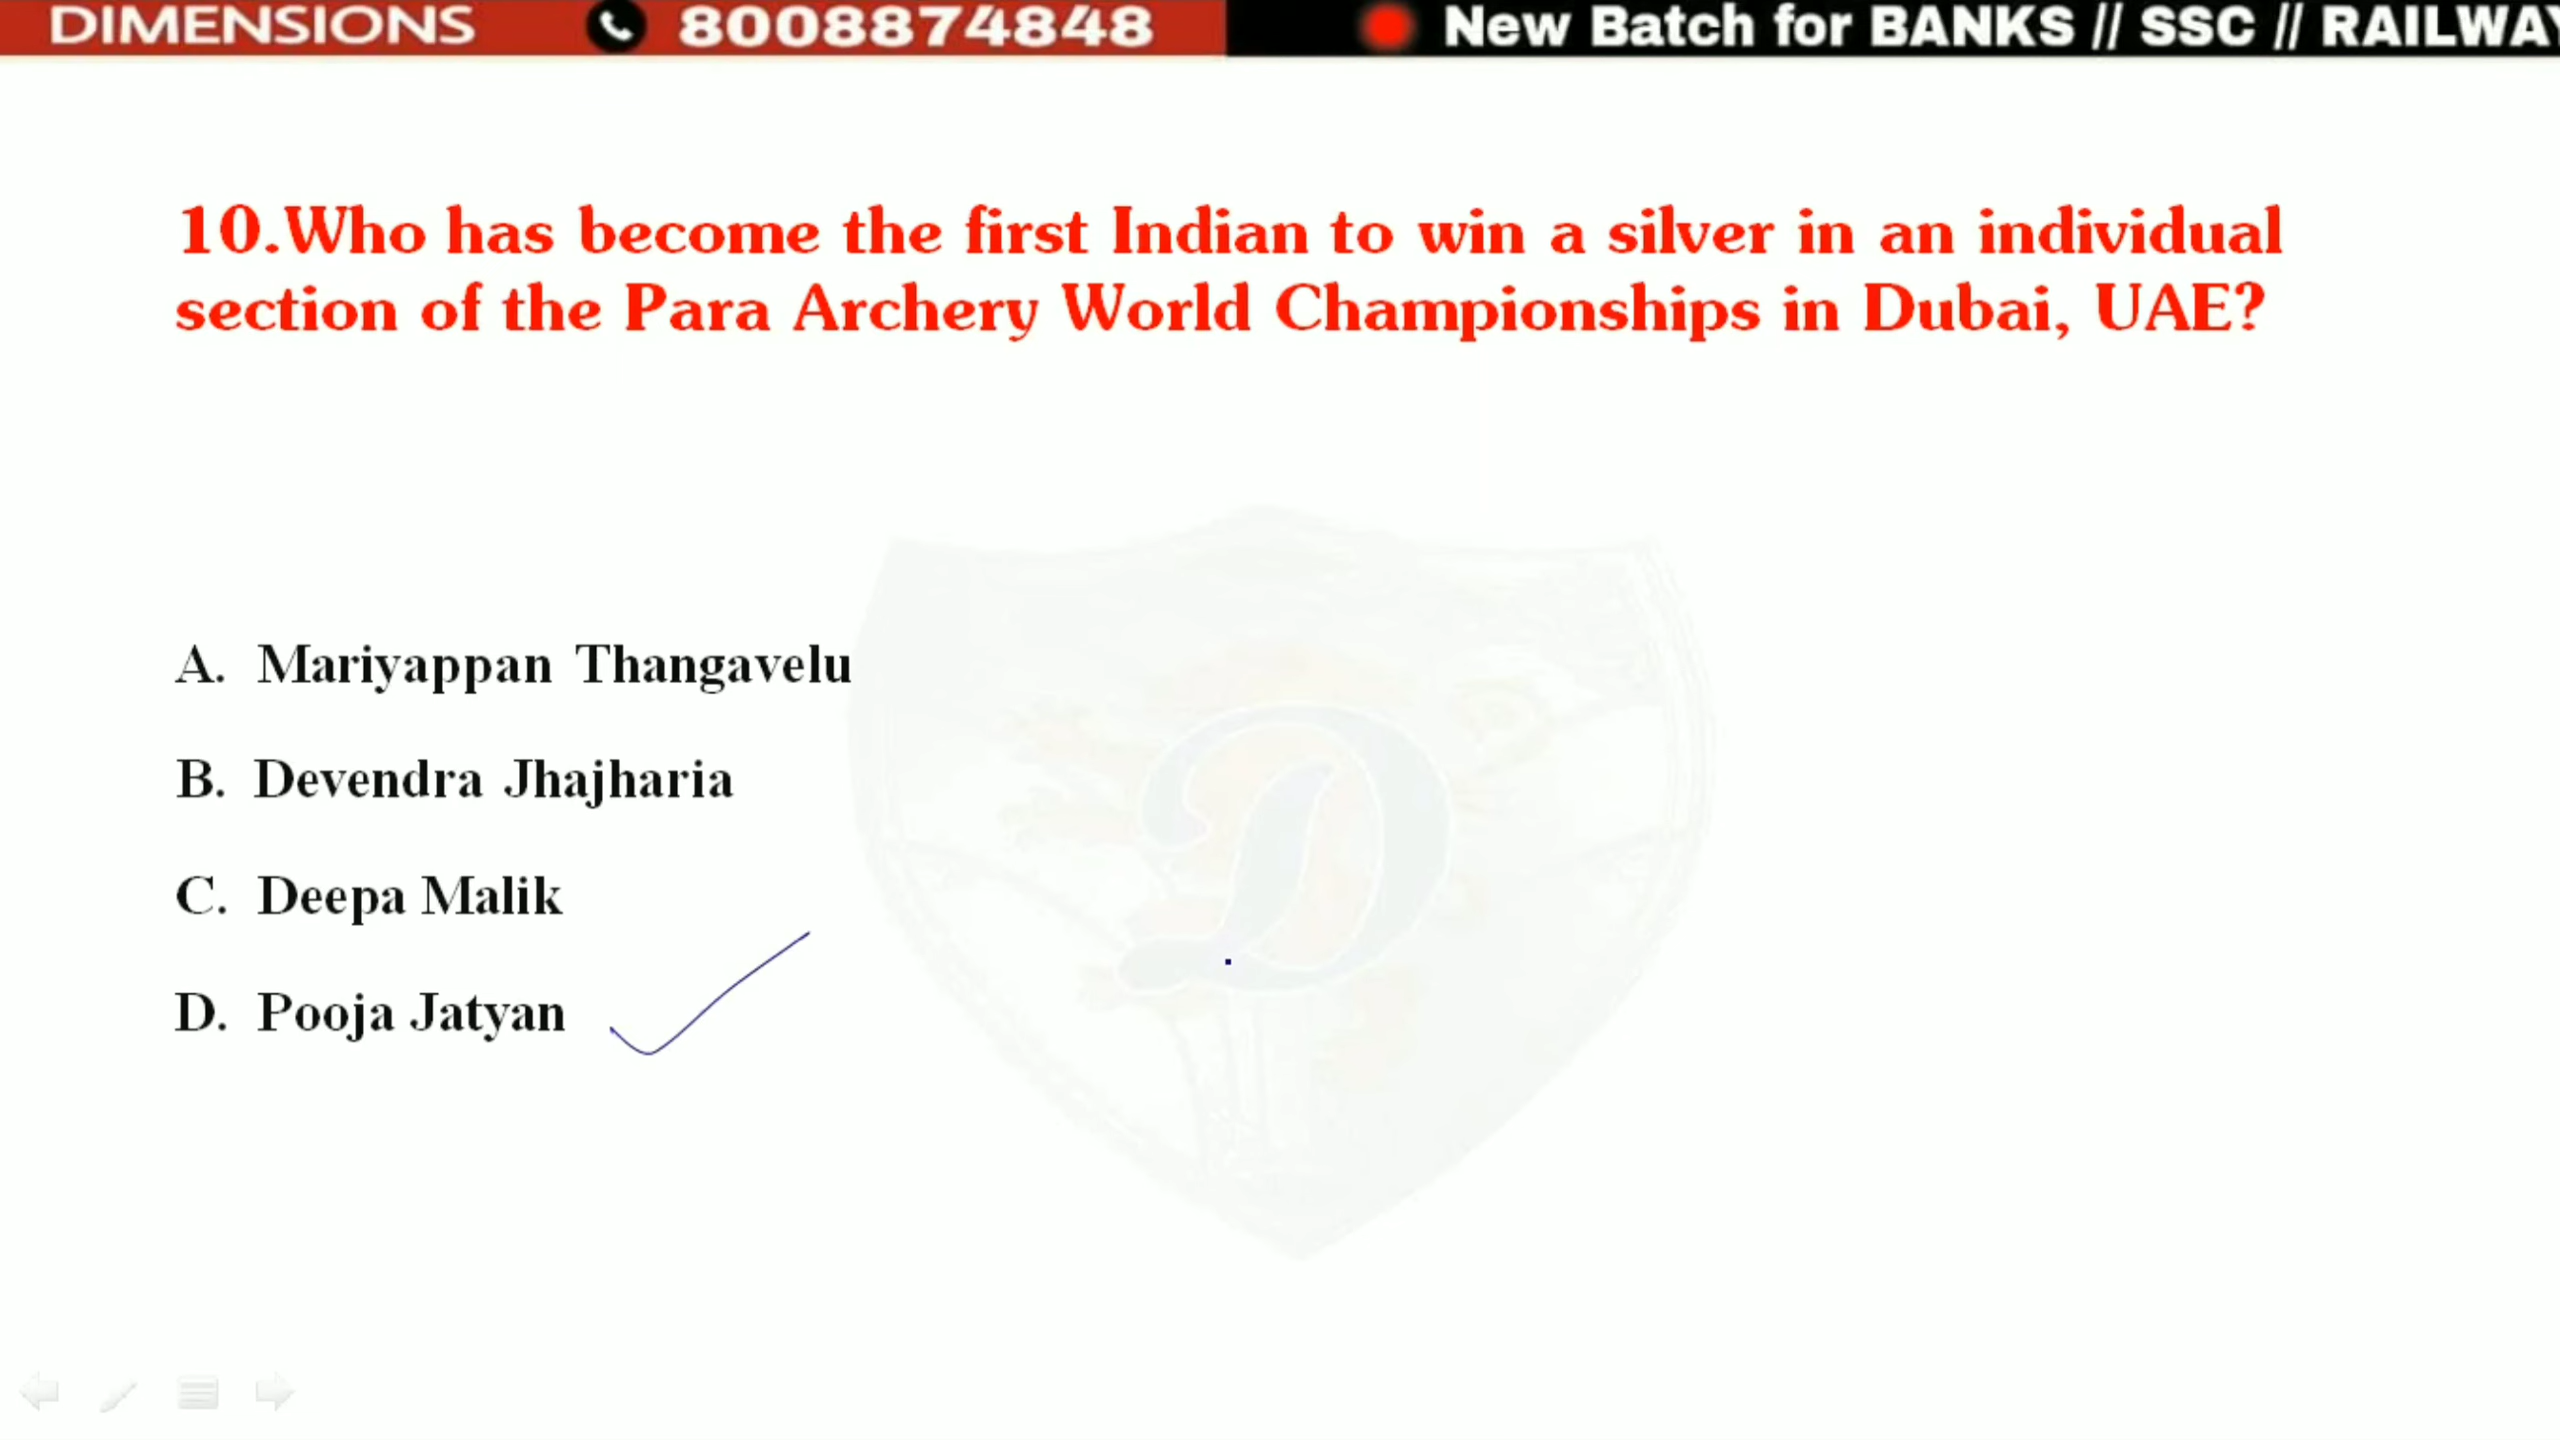 DIMENSIONS 8008874848 New Batch for BANKS // SSC // RAILWAY
10.Who has become the first Indian to win a silver in an individual
section of the Para Archery World Championships in Dubai, UAE?
A. Mariyappan Thangavelu
B. Devendra Jhajharia
C. Deepa Malik
D. Pooja Jatyan
D